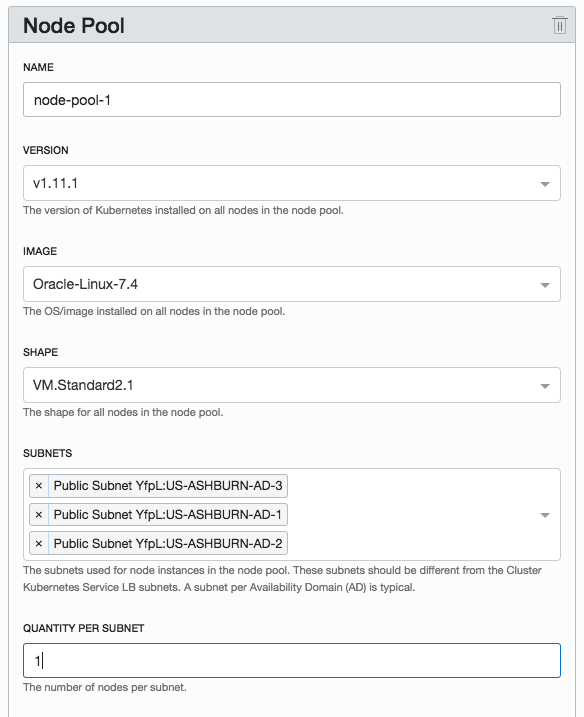 Node Pool
NAME
node-pool-1
VERSION
v1.11.1
The version of Kubernetes installed on all nodes in the node pool.
IMAGE
Oracle-Linux-7.4
The OS/image installed on all nodes in the node pool.
SHAPE
VM.Standard2.1
The shape for all nodes in the node pool.
SUBNETS
× Public Subnet YfpL:US-ASHBURN-AD-3
× Public Subnet YfpL:US-ASHBURN-AD-1
× Public Subnet YfpL:US-ASHBURN-AD-2
The subnets used for node instances in the node pool. These subnets should be different from the Cluster
Kubernetes Service LB subnets. A subnet per Availability Domain (AD) is typical.
QUANTITY PER SUBNET
1
The number of nodes per subnet.